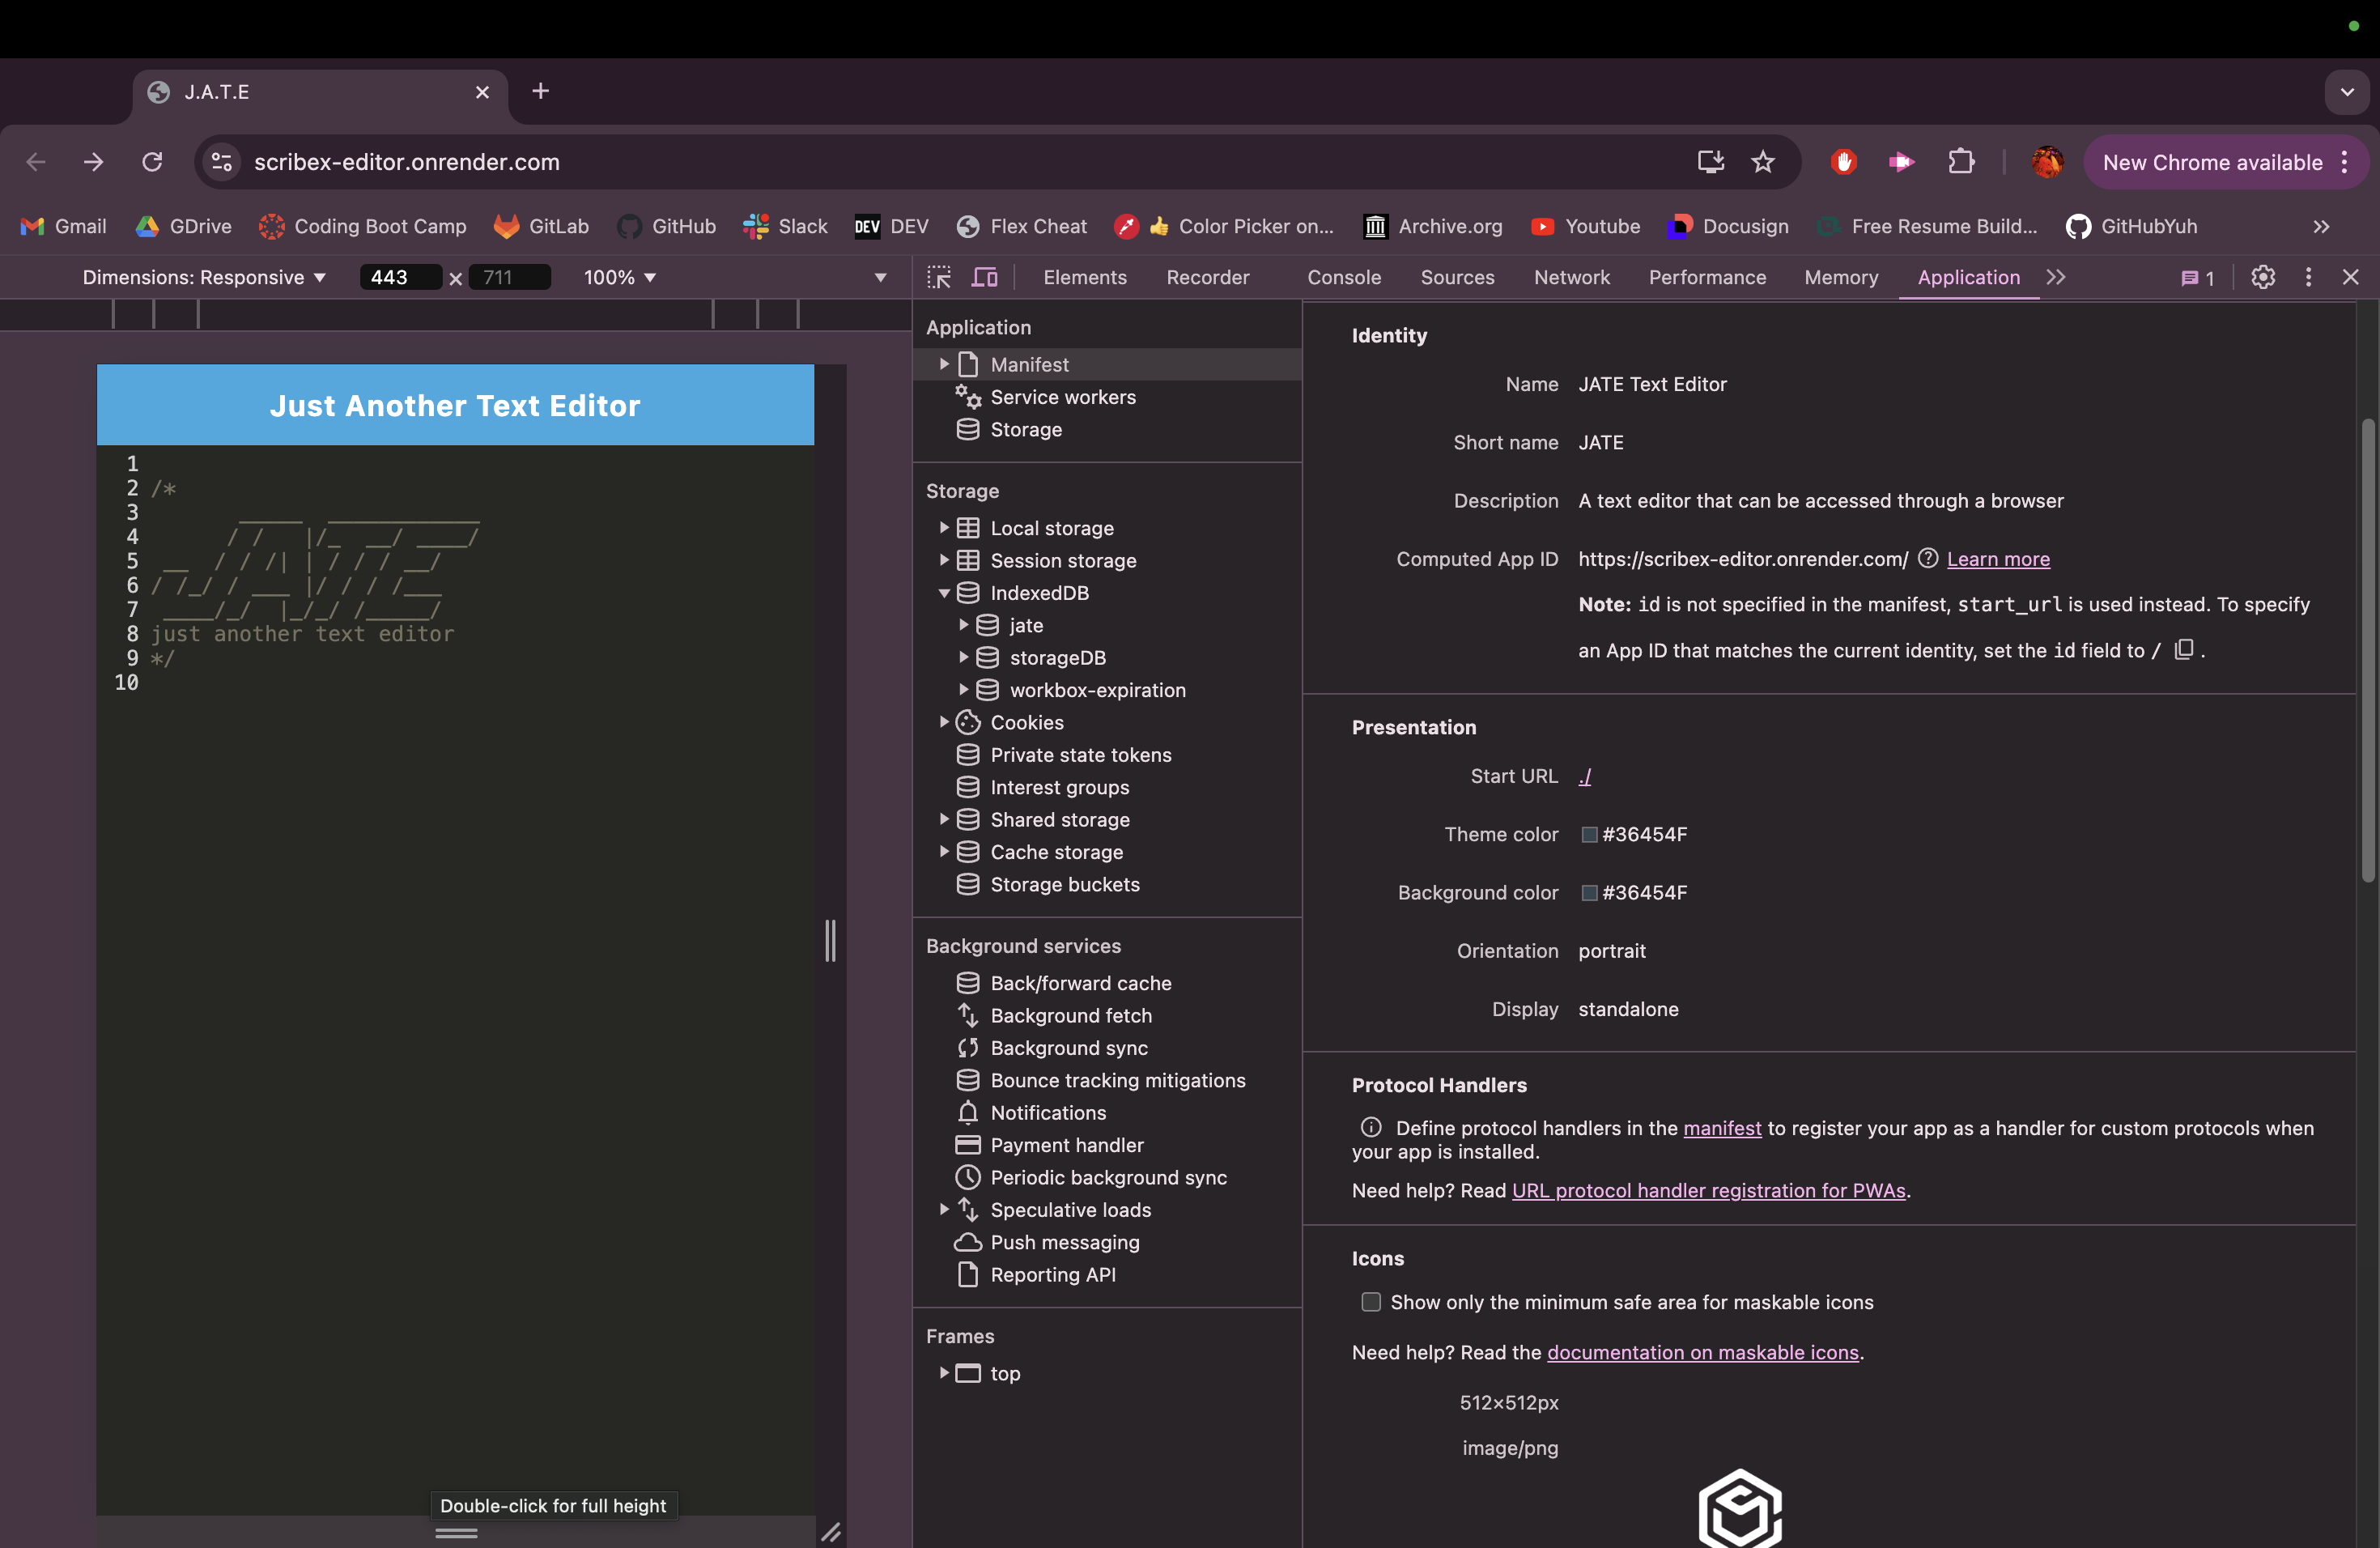 J.A.T.E
scribex-editor.onrender.com
New Chrome available
Gmail GDrive Coding Boot Camp GitLab GitHub Slack DEV DEV Flex Cheat 👍 Color Picker on... Archive.org Youtube Docusign Free Resume Build... GitHubYuh
Dimensions: Responsive 443 x 711 100%
Elements Recorder Console Sources Network Performance Memory Application 1
Just Another Text Editor
1
2 /*
3       _____  ____________
4      / /   |/_  __/ ____/
5  __  / / /| | / / / __/
6 / /_/ / ___ |/ / / /___
7  ____/_/  |_/_/ /_____/
8 just another text editor
9 */
10
Double-click for full height
Application
Manifest
Service workers
Storage
Storage
Local storage
Session storage
IndexedDB
jate
storageDB
workbox-expiration
Cookies
Private state tokens
Interest groups
Shared storage
Cache storage
Storage buckets
Background services
Back/forward cache
Background fetch
Background sync
Bounce tracking mitigations
Notifications
Payment handler
Periodic background sync
Speculative loads
Push messaging
Reporting API
Frames
top
Identity
Name JATE Text Editor
Short name JATE
Description A text editor that can be accessed through a browser
Computed App ID https://scribex-editor.onrender.com/ Learn more
Note: id is not specified in the manifest, start_url is used instead. To specify
an App ID that matches the current identity, set the id field to / .
Presentation
Start URL ./
Theme color #36454F
Background color #36454F
Orientation portrait
Display standalone
Protocol Handlers
Define protocol handlers in the manifest to register your app as a handler for custom protocols when
your app is installed.
Need help? Read URL protocol handler registration for PWAs.
Icons
Show only the minimum safe area for maskable icons
Need help? Read the documentation on maskable icons.
512×512px
image/png